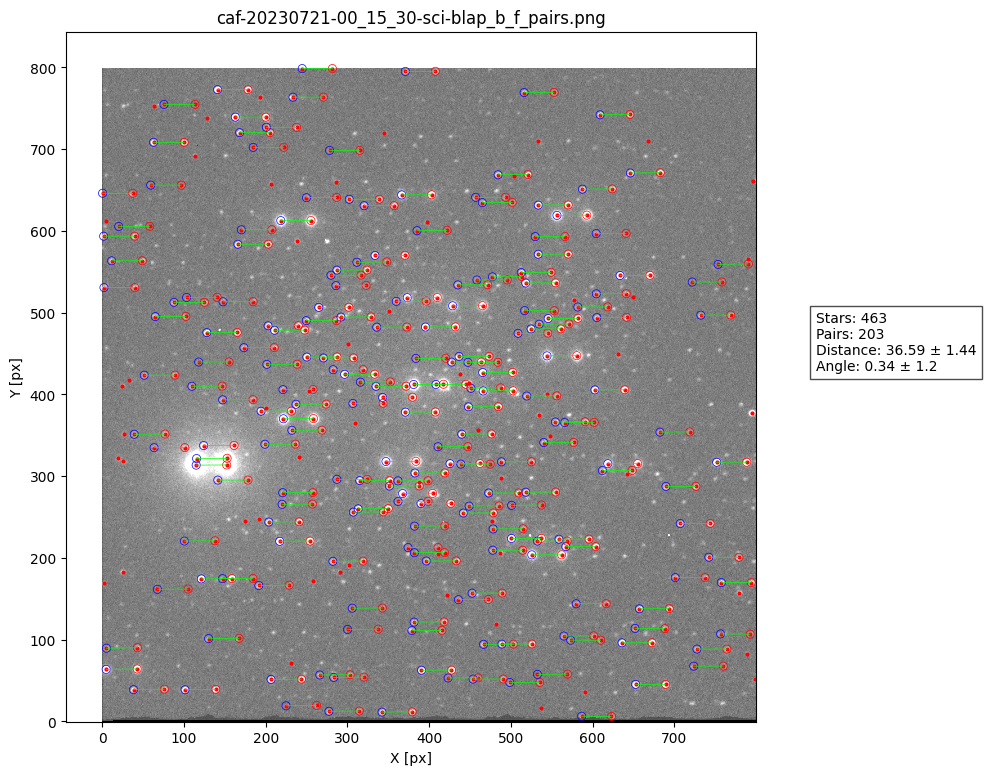 caf-20230721-00_15_30-sci-blap_b_f_pairs.png
800
700
600
500
400
300
200
100
0
Y [px]
0 100 200 300 400 500 600 700
X [px]
Stars: 463
Pairs: 203
Distance: 36.59 ± 1.44
Angle: 0.34 ± 1.2